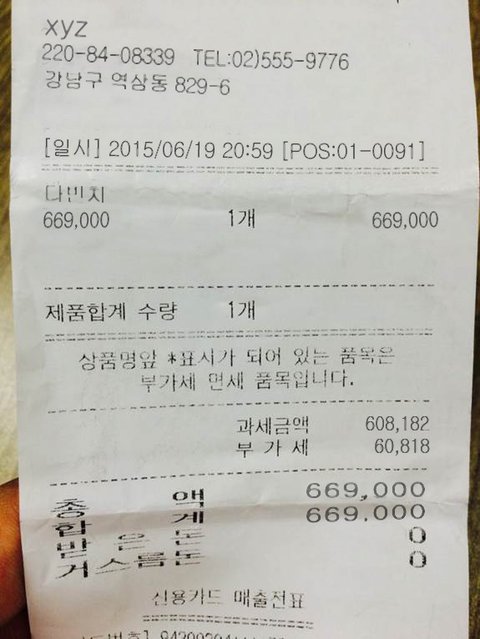 xyz
220-84-08339 TEL:02)555-9776
강남구 역삼동 829-6
[일시] 2015/06/19 20:59 [POS:01-0091]
다빈치
669,000 1개 669,000
제품합계 수량 1개
상품명앞 *표시가 되어 있는 품목은
부가세 면세 품목입니다.
과세금액 608,182
부 가 세 60,818
총 액 669,000
합 계 669,000
받 은 돈 0
거스름돈 0
신용카드 매출전표